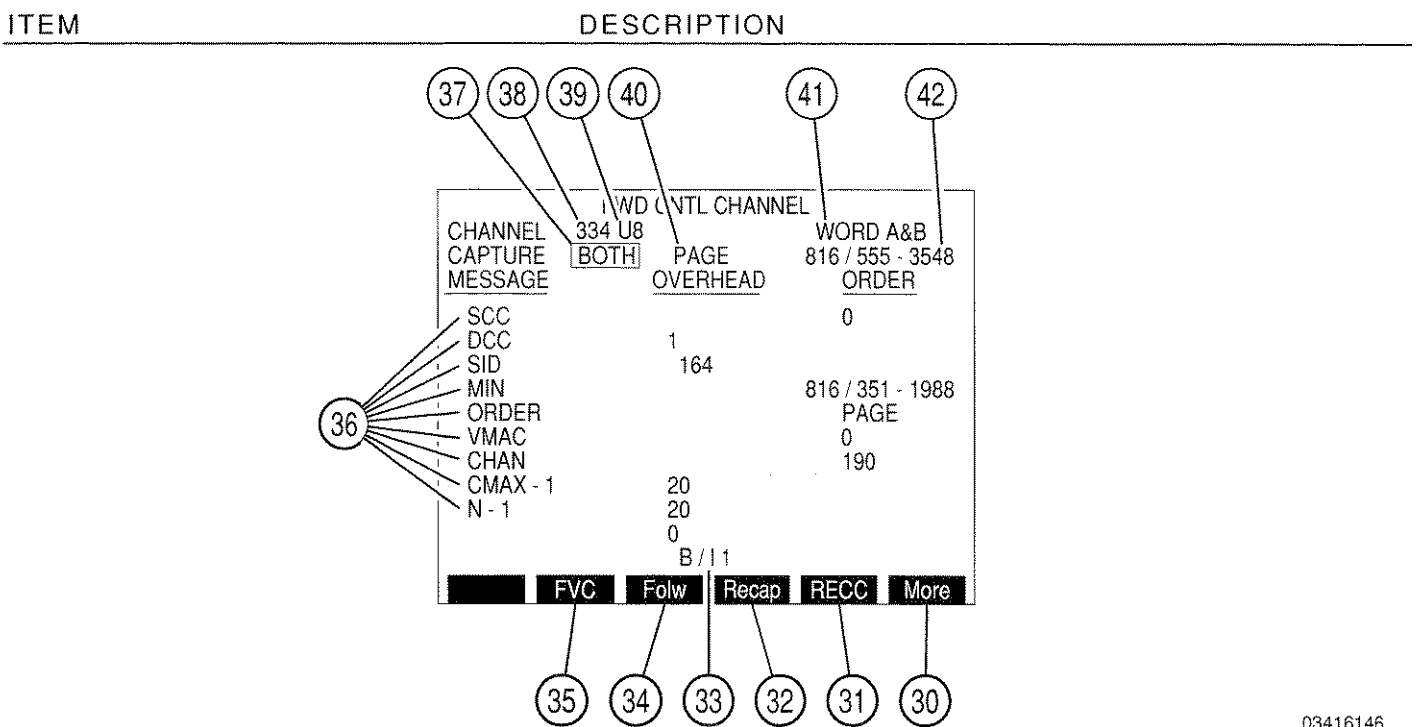 ITEM DESCRIPTION
37 38 39 40 41 42
WD CNTL CHANNEL
CHANNEL 334 U8 WORD A&B
CAPTURE BOTH PAGE 816 / 555 - 3548
MESSAGE OVERHEAD ORDER
SCC 0
DCC 1
SID 164
MIN 816 / 351 - 1988
36 ORDER PAGE
VMAC 0
CHAN 190
CMAX - 1 20
N - 1 20
0
B / I 1
FVC Folw Recap RECC More
35 34 33 32 31 30
03416146